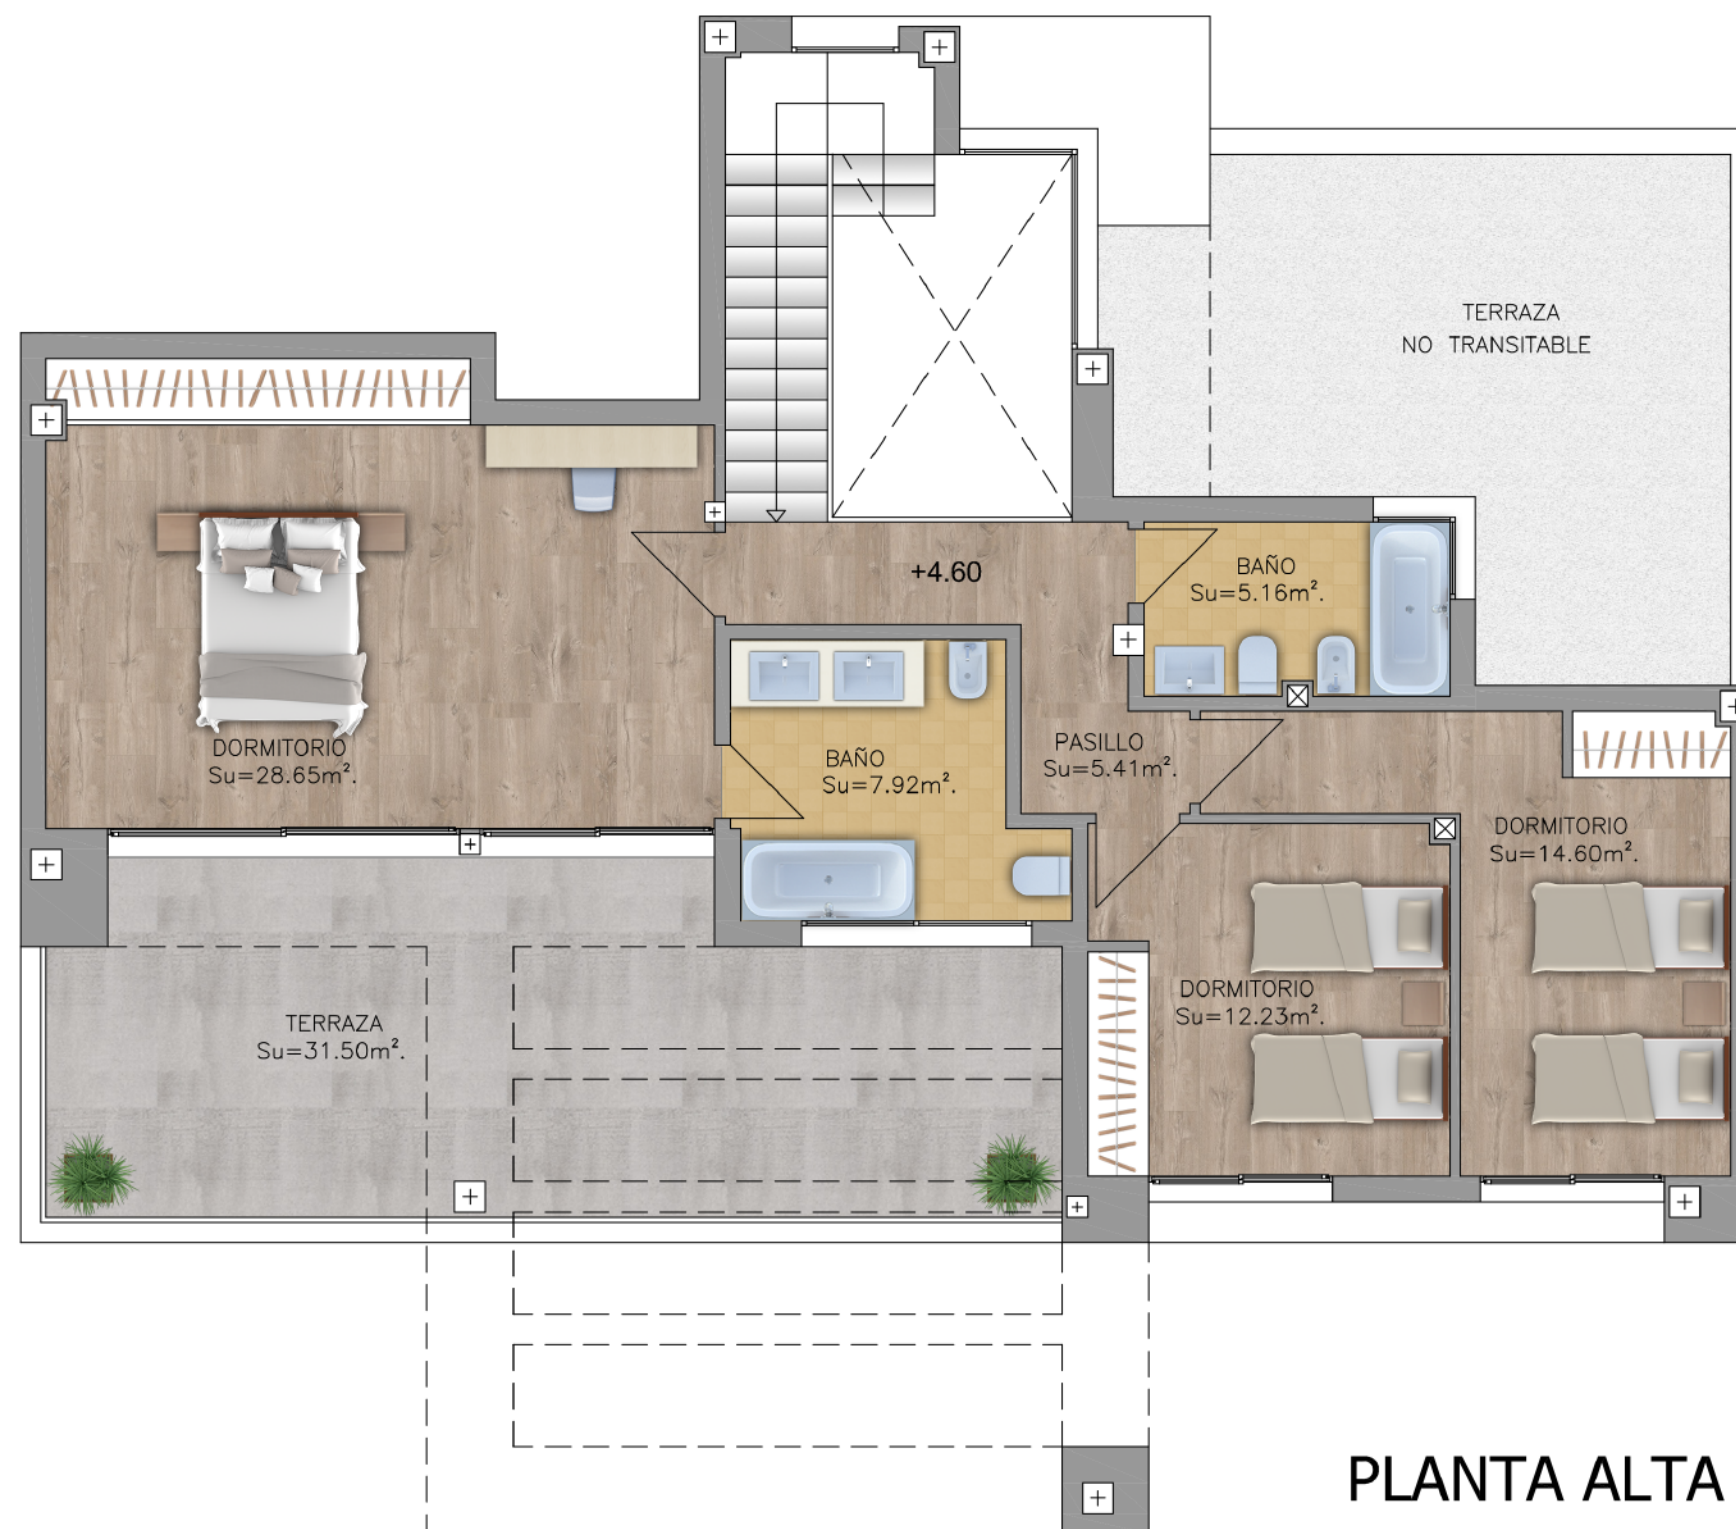 TERRAZA
NO TRANSITABLE
+4.60
BAÑO
Su=5.16m².
DORMITORIO
Su=28.65m².
BAÑO
Su=7.92m².
PASILLO
Su=5.41m².
DORMITORIO
Su=14.60m².
DORMITORIO
Su=12.23m².
TERRAZA
Su=31.50m².
PLANTA ALTA